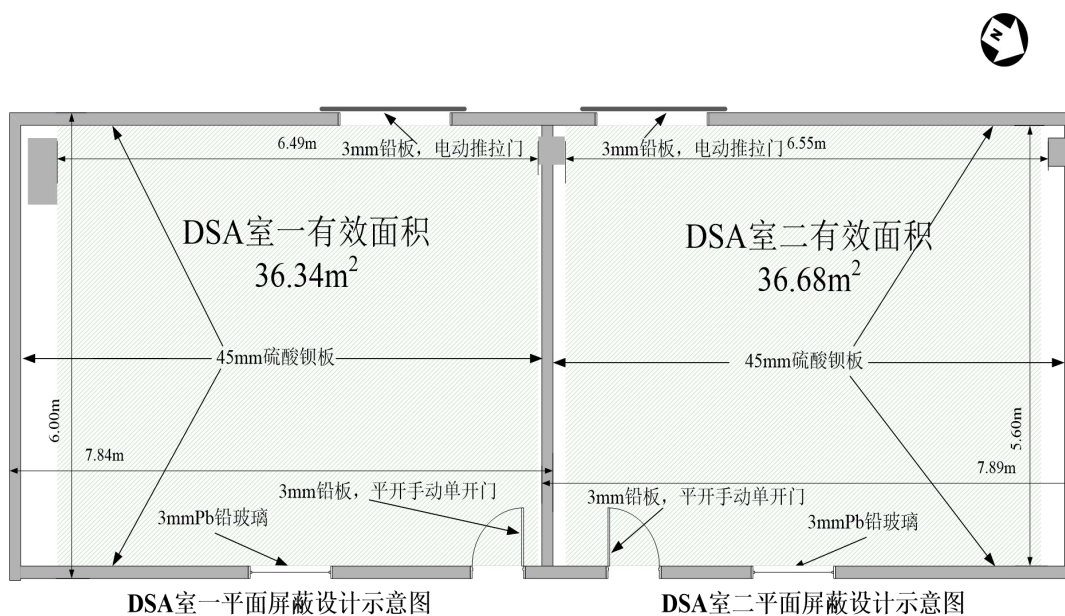 N
6.49m
3mm铅板，电动推拉门
3mm铅板，电动推拉门
6.55m
DSA室一有效面积
36.34m²
DSA室二有效面积
36.68m²
45mm硫酸钡板
45mm硫酸钡板
6.00m
5.60m
7.84m
7.89m
3mm铅板，平开手动单开门
3mm铅板，平开手动单开门
3mmPb铅玻璃
3mmPb铅玻璃
DSA室一平面屏蔽设计示意图
DSA室二平面屏蔽设计示意图